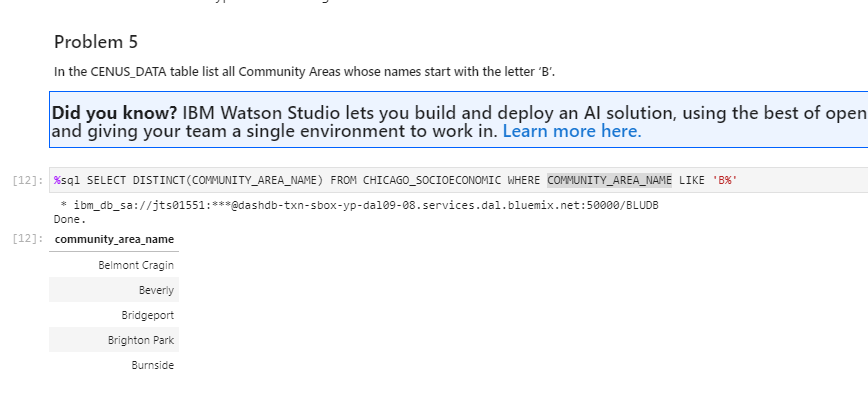 Problem 5
In the CENUS_DATA table list all Community Areas whose names start with the letter ‘B’.
Did you know? IBM Watson Studio lets you build and deploy an AI solution, using the best of open
and giving your team a single environment to work in. Learn more here.
[12]: %sql SELECT DISTINCT(COMMUNITY_AREA_NAME) FROM CHICAGO_SOCIOECONOMIC WHERE COMMUNITY_AREA_NAME LIKE 'B%'
* ibm_db_sa://jts01551:***@dashdb-txn-sbox-yp-dal09-08.services.dal.bluemix.net:50000/BLUDB
Done.
[12]: community_area_name
Belmont Cragin
Beverly
Bridgeport
Brighton Park
Burnside